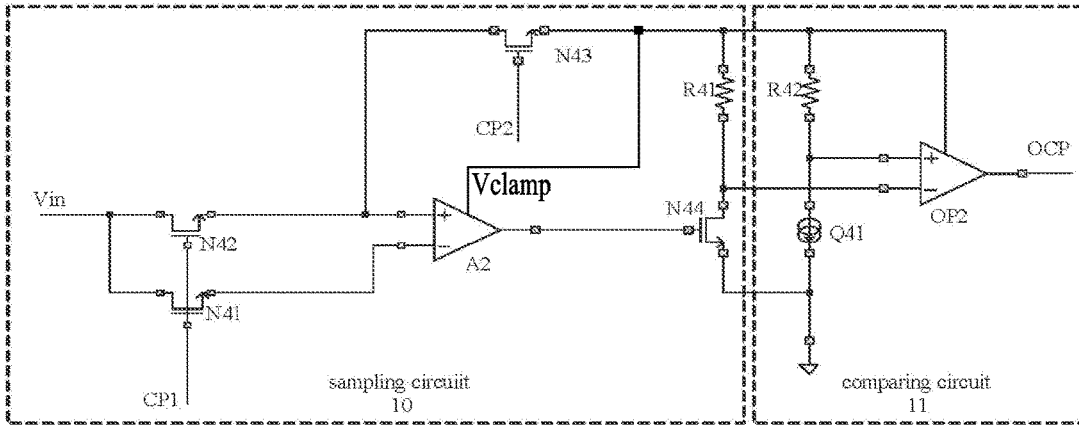 N43
R41
R42
CP2
OCP
Vclamp
Vin
N44
+
−
+
−
OP2
N42
A2
Q41
N41
CP1
sampling circuiit
10
comparing circuit
11